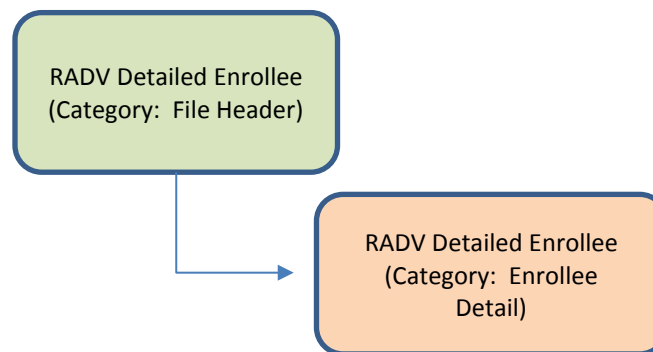 RADV Detailed Enrollee
(Category:  File Header)
RADV Detailed Enrollee
(Category:  Enrollee
Detail)